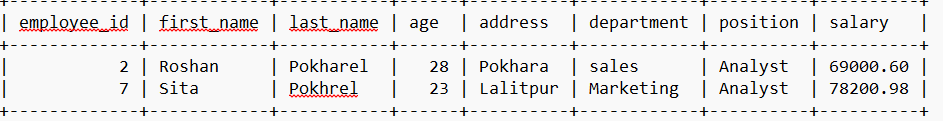 | employee_id | first_name | last_name | age | address | department | position | salary |
| 2 | Roshan | Pokharel | 28 | Pokhara | sales | Analyst | 69000.60 |
| 7 | Sita | Pokhrel | 23 | Lalitpur | Marketing | Analyst | 78200.98 |